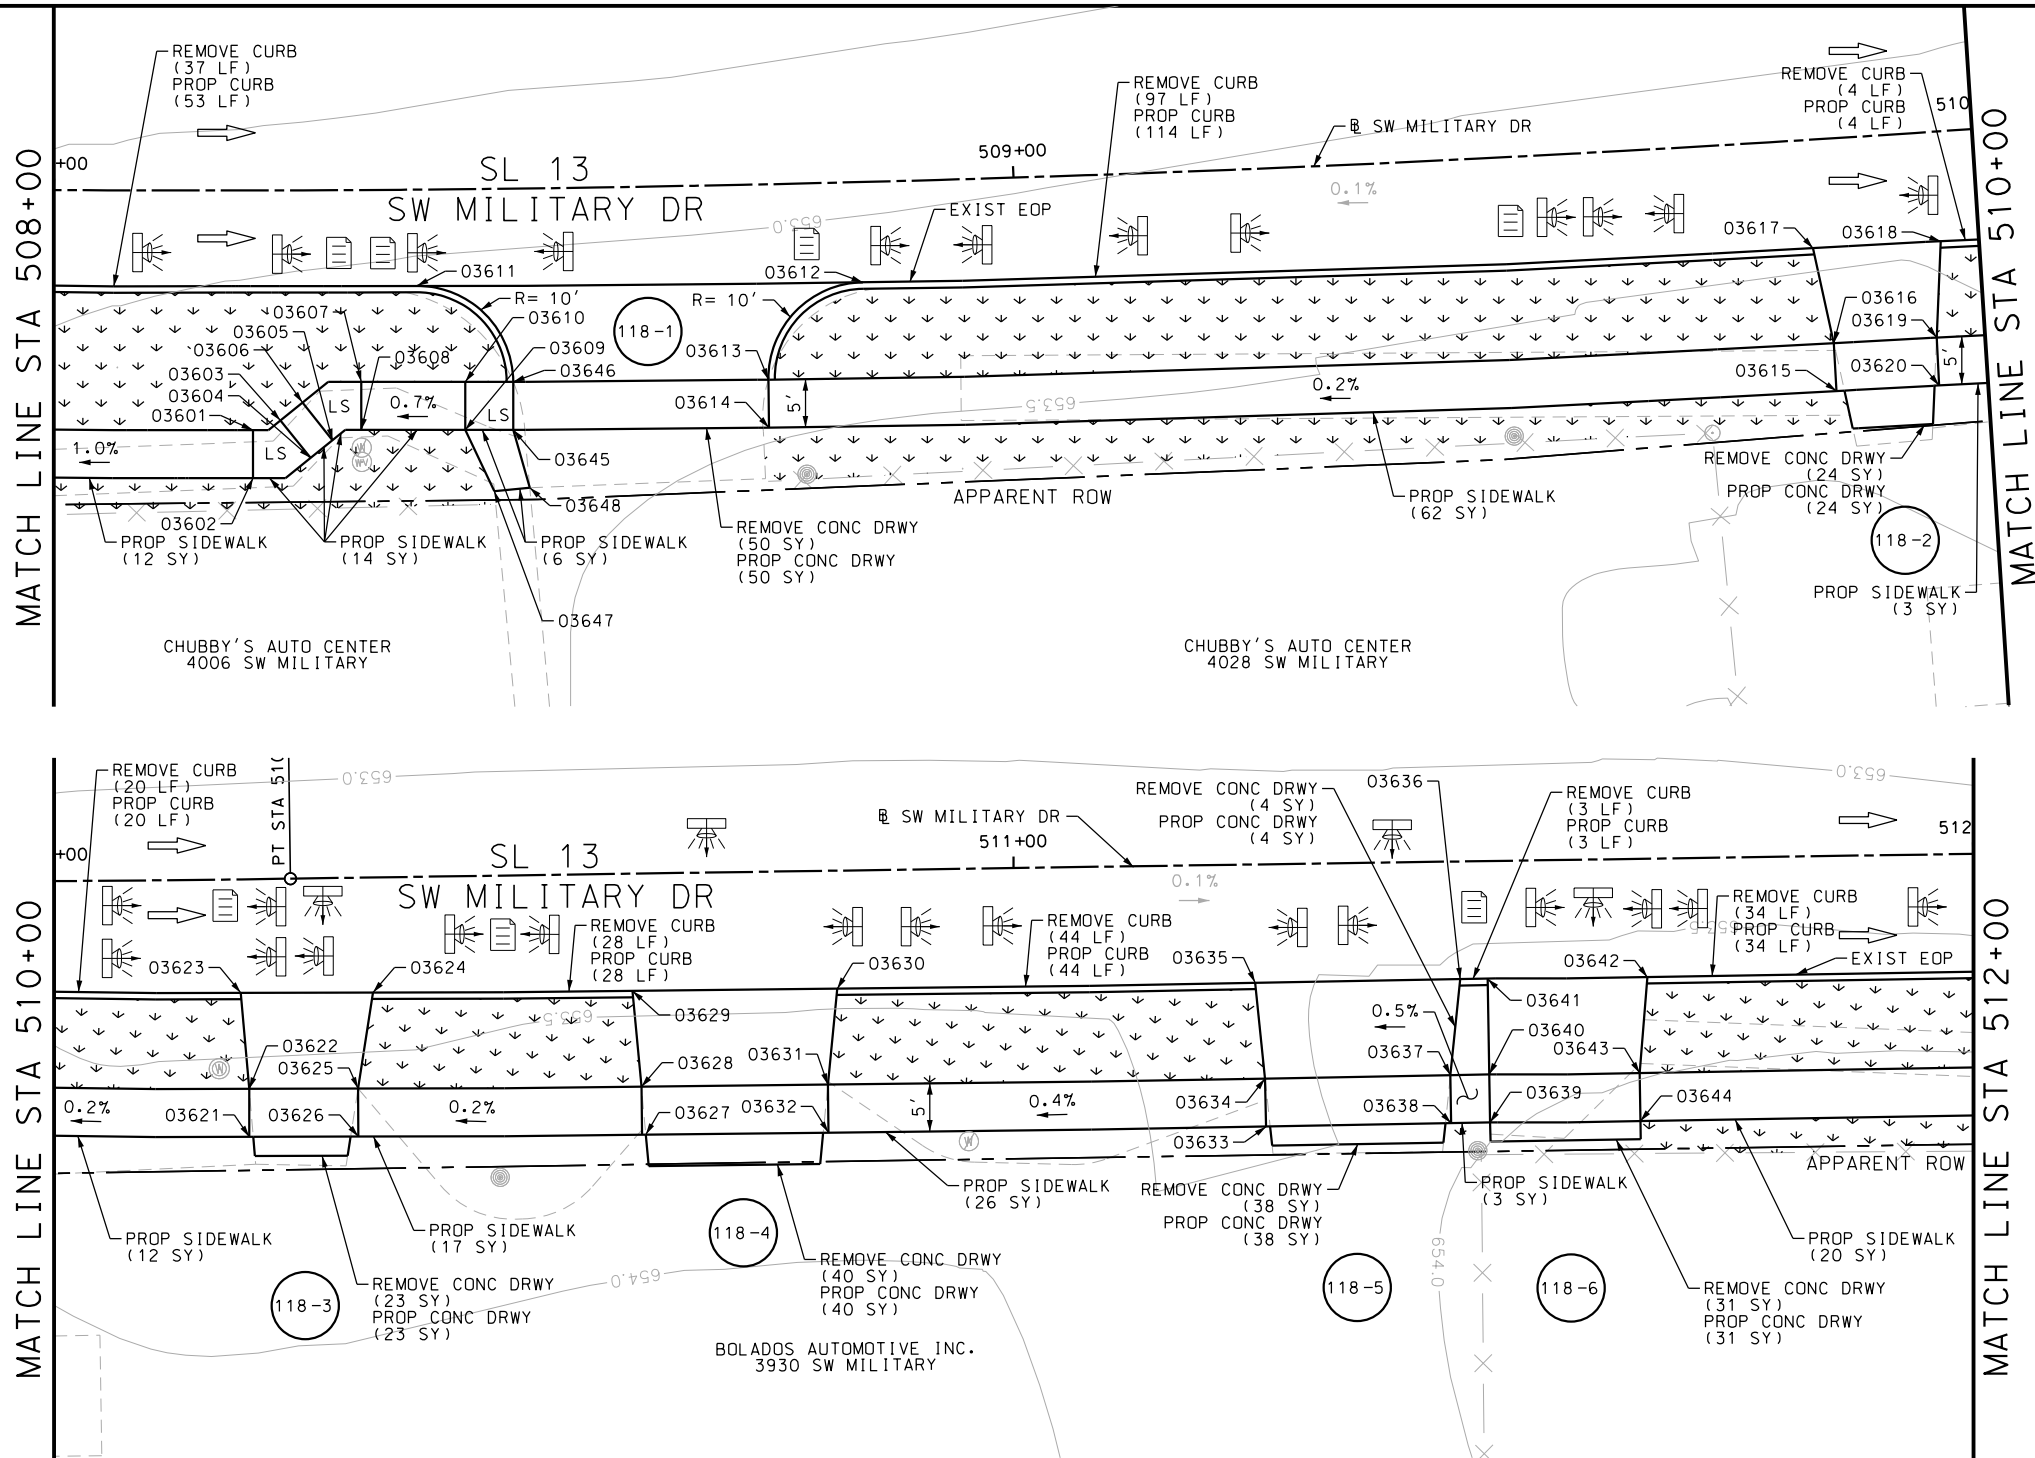 REMOVE CURB
(37 LF)
PROP CURB
(53 LF)
REMOVE CURB
(97 LF)
PROP CURB
(114 LF)
REMOVE CURB
(4 LF)
PROP CURB
(4 LF)
510
+00
SL 13
SW MILITARY DR
509+00
℄ SW MILITARY DR
0.1%
653.0
EXIST EOP
03617
03618
03611
03612
R= 10'
R= 10'
03607
03610
118-1
03616
03605
03619
03606
03608
03609
03613
03603
03646
03615
03620
5'
03604
LS
0.7%
03614
5'
653.5
0.2%
03601
LS
1.0%
03645
03602
03648
APPARENT ROW
REMOVE CONC DRWY
(24 SY)
PROP CONC DRWY
(24 SY)
PROP SIDEWALK
(12 SY)
PROP SIDEWALK
(14 SY)
PROP SIDEWALK
(6 SY)
REMOVE CONC DRWY
(50 SY)
PROP CONC DRWY
(50 SY)
PROP SIDEWALK
(62 SY)
118-2
PROP SIDEWALK
(3 SY)
03647
CHUBBY'S AUTO CENTER
4006 SW MILITARY
CHUBBY'S AUTO CENTER
4028 SW MILITARY
MATCH LINE STA 508+00
MATCH LINE STA 510+00
W
WV
REMOVE CURB
(20 LF)
PROP CURB
(20 LF)
PT STA 510
653.0
+00
SL 13
SW MILITARY DR
℄ SW MILITARY DR
511+00
REMOVE CONC DRWY
(4 SY)
PROP CONC DRWY
(4 SY)
03636
REMOVE CURB
(3 LF)
PROP CURB
(3 LF)
653.0
512
0.1%
REMOVE CURB
(28 LF)
PROP CURB
(28 LF)
REMOVE CURB
(44 LF)
PROP CURB
(44 LF)
REMOVE CURB
(34 LF)
PROP CURB
(34 LF)
653.5
EXIST EOP
03623
03624
03630
03635
03642
653.5
03629
0.5%
03641
03622
03625
W
03628
03631
03637
03640
03643
0.2%
03621
03626
0.2%
03627
03632
5'
0.4%
03634
03638
03639
03644
W
03633
APPARENT ROW
PROP SIDEWALK
(12 SY)
PROP SIDEWALK
(17 SY)
PROP SIDEWALK
(26 SY)
REMOVE CONC DRWY
(38 SY)
PROP CONC DRWY
(38 SY)
PROP SIDEWALK
(3 SY)
PROP SIDEWALK
(20 SY)
118-3
REMOVE CONC DRWY
(23 SY)
PROP CONC DRWY
(23 SY)
118-4
654.0
REMOVE CONC DRWY
(40 SY)
PROP CONC DRWY
(40 SY)
118-5
654.0
118-6
REMOVE CONC DRWY
(31 SY)
PROP CONC DRWY
(31 SY)
BOLADOS AUTOMOTIVE INC.
3930 SW MILITARY
MATCH LINE STA 510+00
MATCH LINE STA 512+00